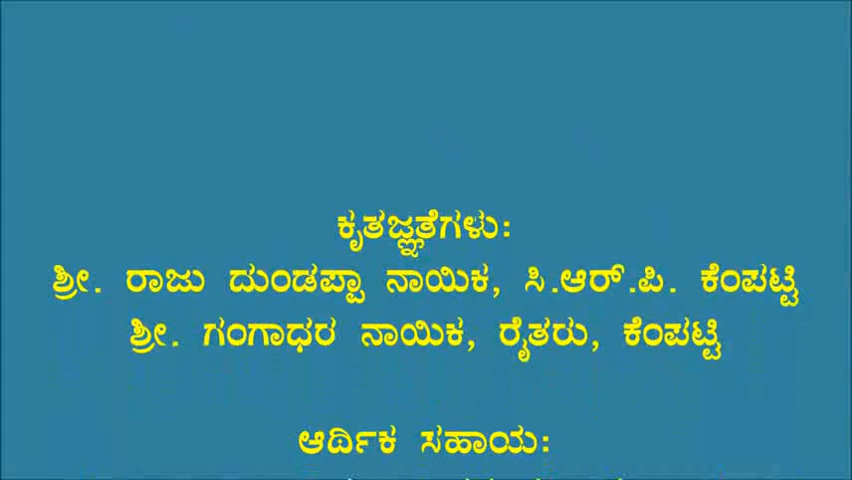 ಕೃತಜ್ಞತೆಗಳು:
ಶ್ರೀ. ರಾಜು ದುಂಡಪ್ಪಾ ನಾಯಿಕ, ಸಿ.ಆರ್.ಪಿ. ಕೆಂಪಟ್ಟಿ
ಶ್ರೀ. ಗಂಗಾಧರ ನಾಯಿಕ, ರೈತರು, ಕೆಂಪಟ್ಟಿ
ಆರ್ದಿಕ ಸಹಾಯ: